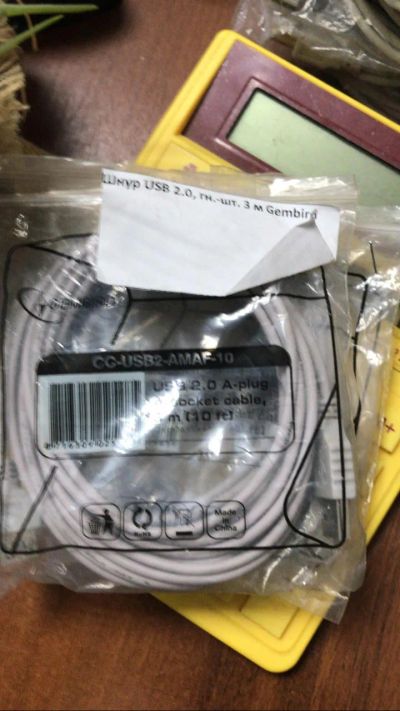 Шнур USB 2.0, гн.-шт. 3 м Gembird
CC-USB2-AMAF-10
USB 2.0 A-plug
socket cable,
m (10 ft)
RoHS
Made
in
China